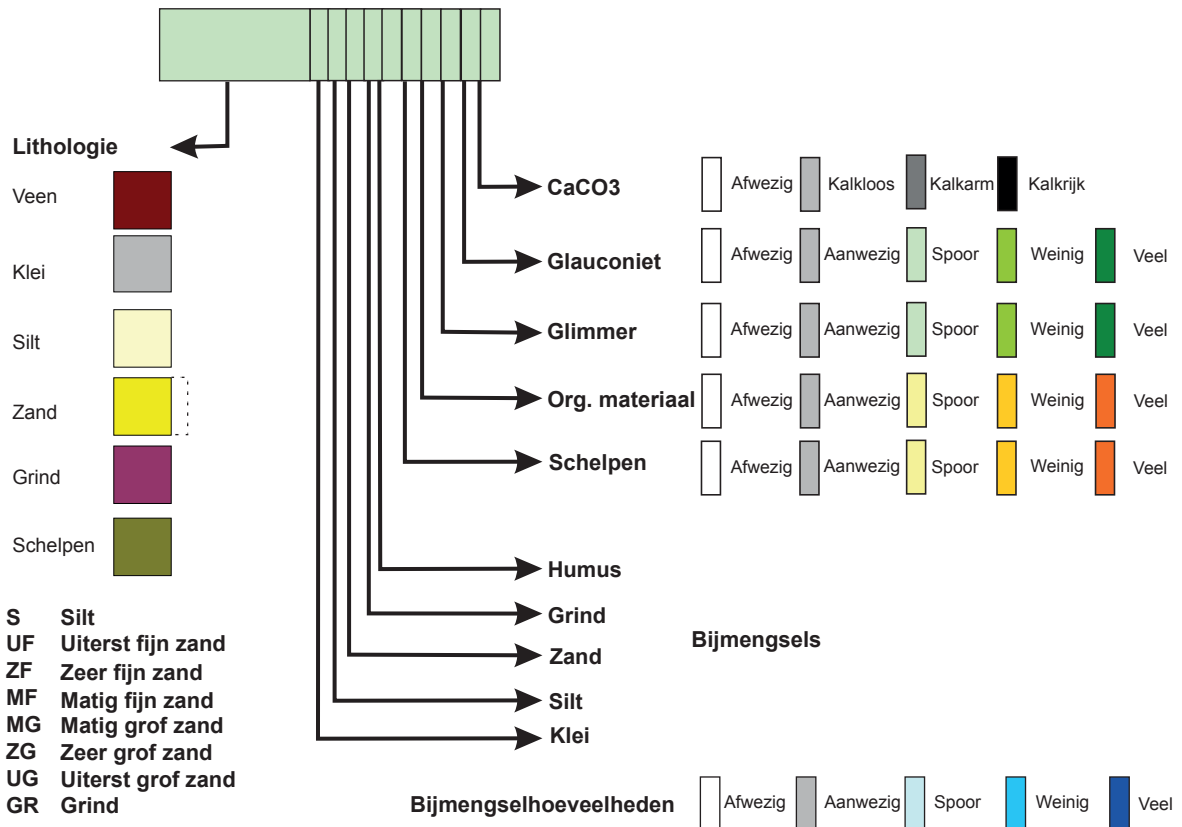 Lithologie
Veen
Klei
Silt
Zand
Grind
Schelpen
S Silt
UF Uiterst fijn zand
ZF Zeer fijn zand
MF Matig fijn zand
MG Matig grof zand
ZG Zeer grof zand
UG Uiterst grof zand
GR Grind
CaCO3 Afwezig Kalkloos Kalkarm Kalkrijk
Glauconiet Afwezig Aanwezig Spoor Weinig Veel
Glimmer Afwezig Aanwezig Spoor Weinig Veel
Org. materiaal Afwezig Aanwezig Spoor Weinig Veel
Schelpen Afwezig Aanwezig Spoor Weinig Veel
Humus
Grind
Zand
Silt
Klei
Bijmengsels
Bijmengselhoeveelheden Afwezig Aanwezig Spoor Weinig Veel